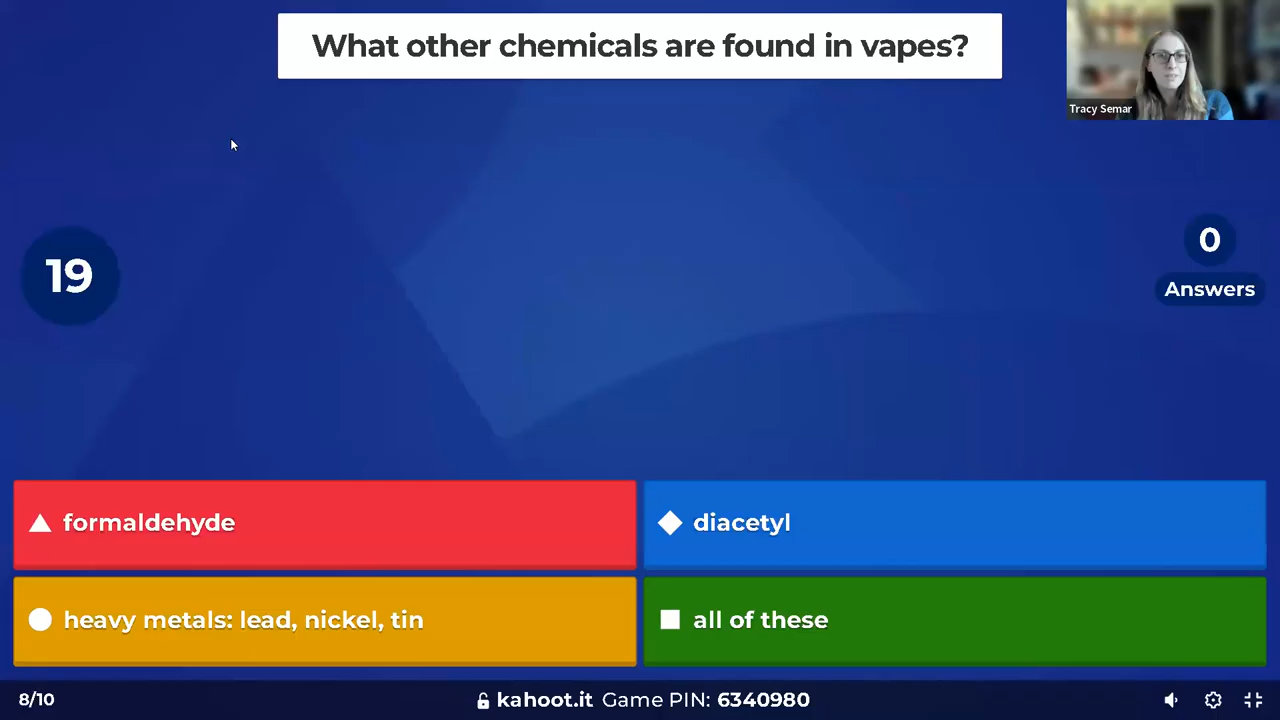 What other chemicals are found in vapes?
Tracy Semar
19
0
Answers
formaldehyde
diacetyl
heavy metals: lead, nickel, tin
all of these
8/10
kahoot.it Game PIN: 6340980